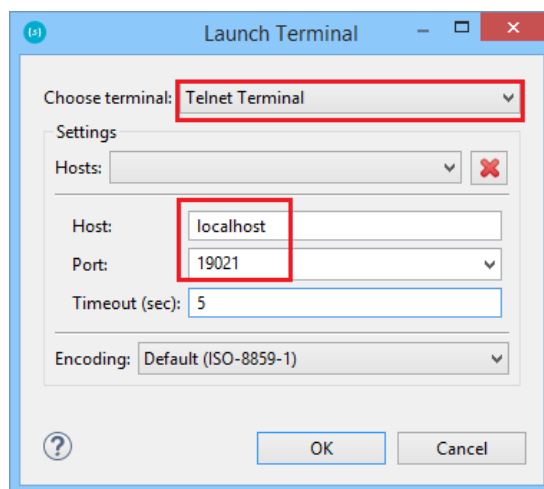 Launch Terminal
Choose terminal: Telnet Terminal
Settings
Hosts:
Host: localhost
Port: 19021
Timeout (sec): 5
Encoding: Default (ISO-8859-1)
? OK Cancel